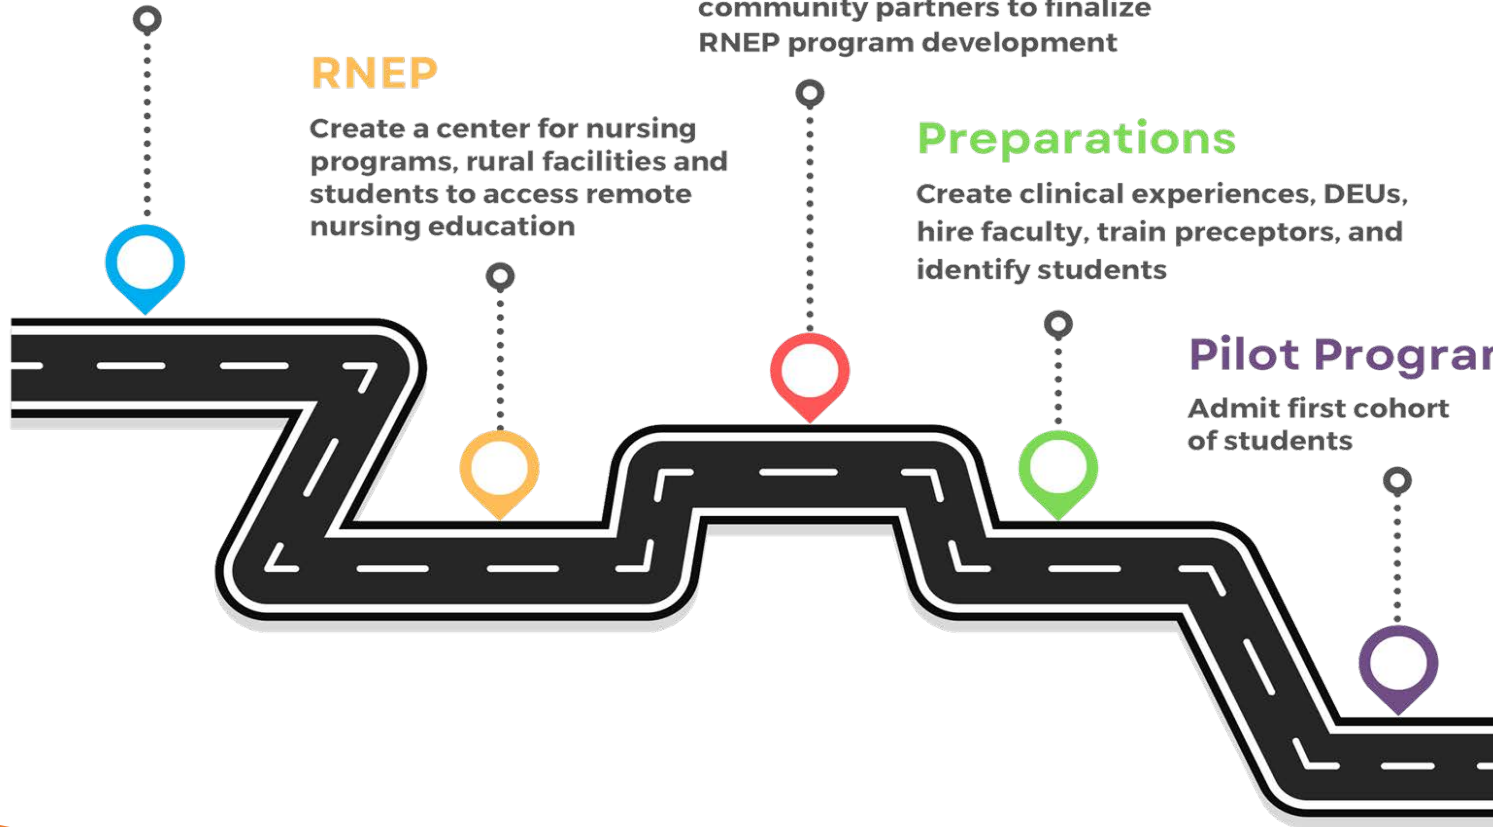 community partners to finalize
RNEP program development
RNEP
Create a center for nursing
programs, rural facilities and
students to access remote
nursing education
Preparations
Create clinical experiences, DEUs,
hire faculty, train preceptors, and
identify students
Pilot
Admit first cohort
of students